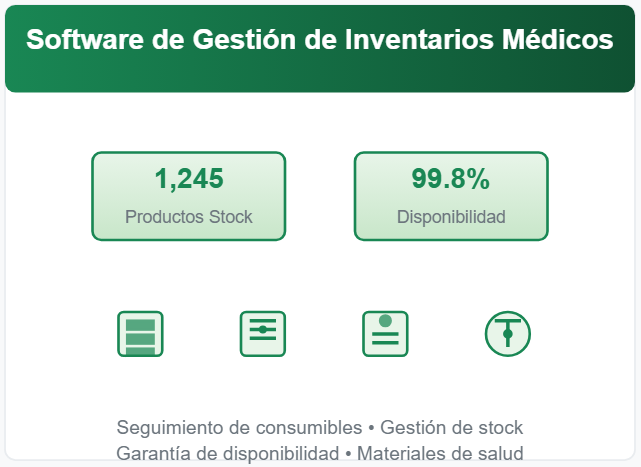 Software de Gestión de Inventarios Médicos
1,245
Productos Stock
99.8%
Disponibilidad
Seguimiento de consumibles • Gestión de stock
Garantía de disponibilidad • Materiales de salud